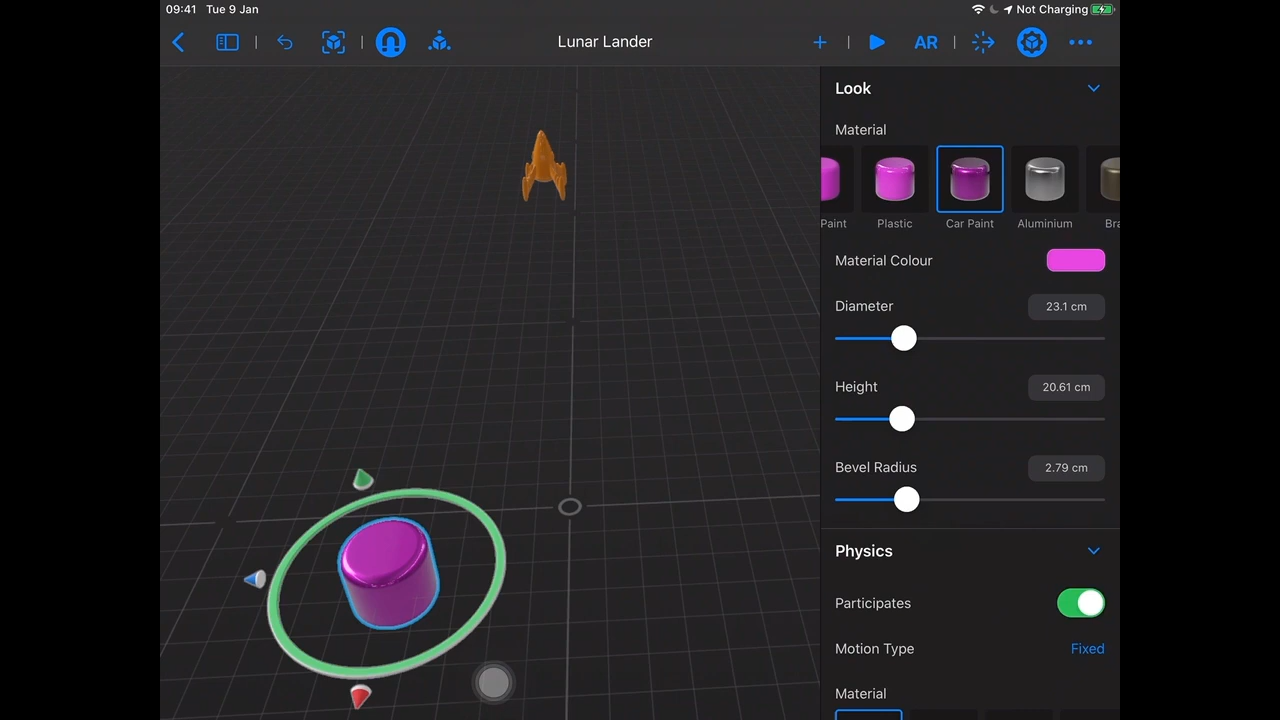 09:41 Tue 9 Jan
Not Charging
Lunar Lander
AR
Look
Material
Paint
Plastic
Car Paint
Aluminium
Bra
Material Colour
Diameter
23.1 cm
Height
20.61 cm
Bevel Radius
2.79 cm
Physics
Participates
Motion Type
Fixed
Material